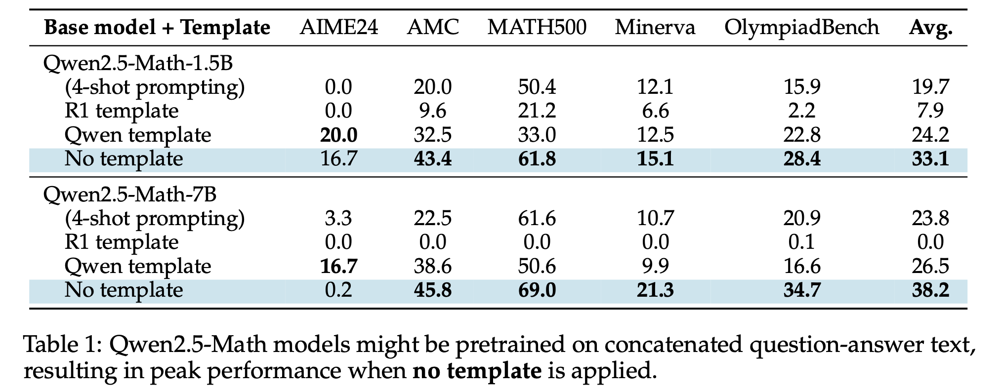 Base model + Template AIME24 AMC MATH500 Minerva OlympiadBench Avg.
Qwen2.5-Math-1.5B
(4-shot prompting) 0.0 20.0 50.4 12.1 15.9 19.7
R1 template 0.0 9.6 21.2 6.6 2.2 7.9
Qwen template 20.0 32.5 33.0 12.5 22.8 24.2
No template 16.7 43.4 61.8 15.1 28.4 33.1
Qwen2.5-Math-7B
(4-shot prompting) 3.3 22.5 61.6 10.7 20.9 23.8
R1 template 0.0 0.0 0.0 0.0 0.1 0.0
Qwen template 16.7 38.6 50.6 9.9 16.6 26.5
No template 0.2 45.8 69.0 21.3 34.7 38.2
Table 1: Qwen2.5-Math models might be pretrained on concatenated question-answer text,
resulting in peak performance when no template is applied.